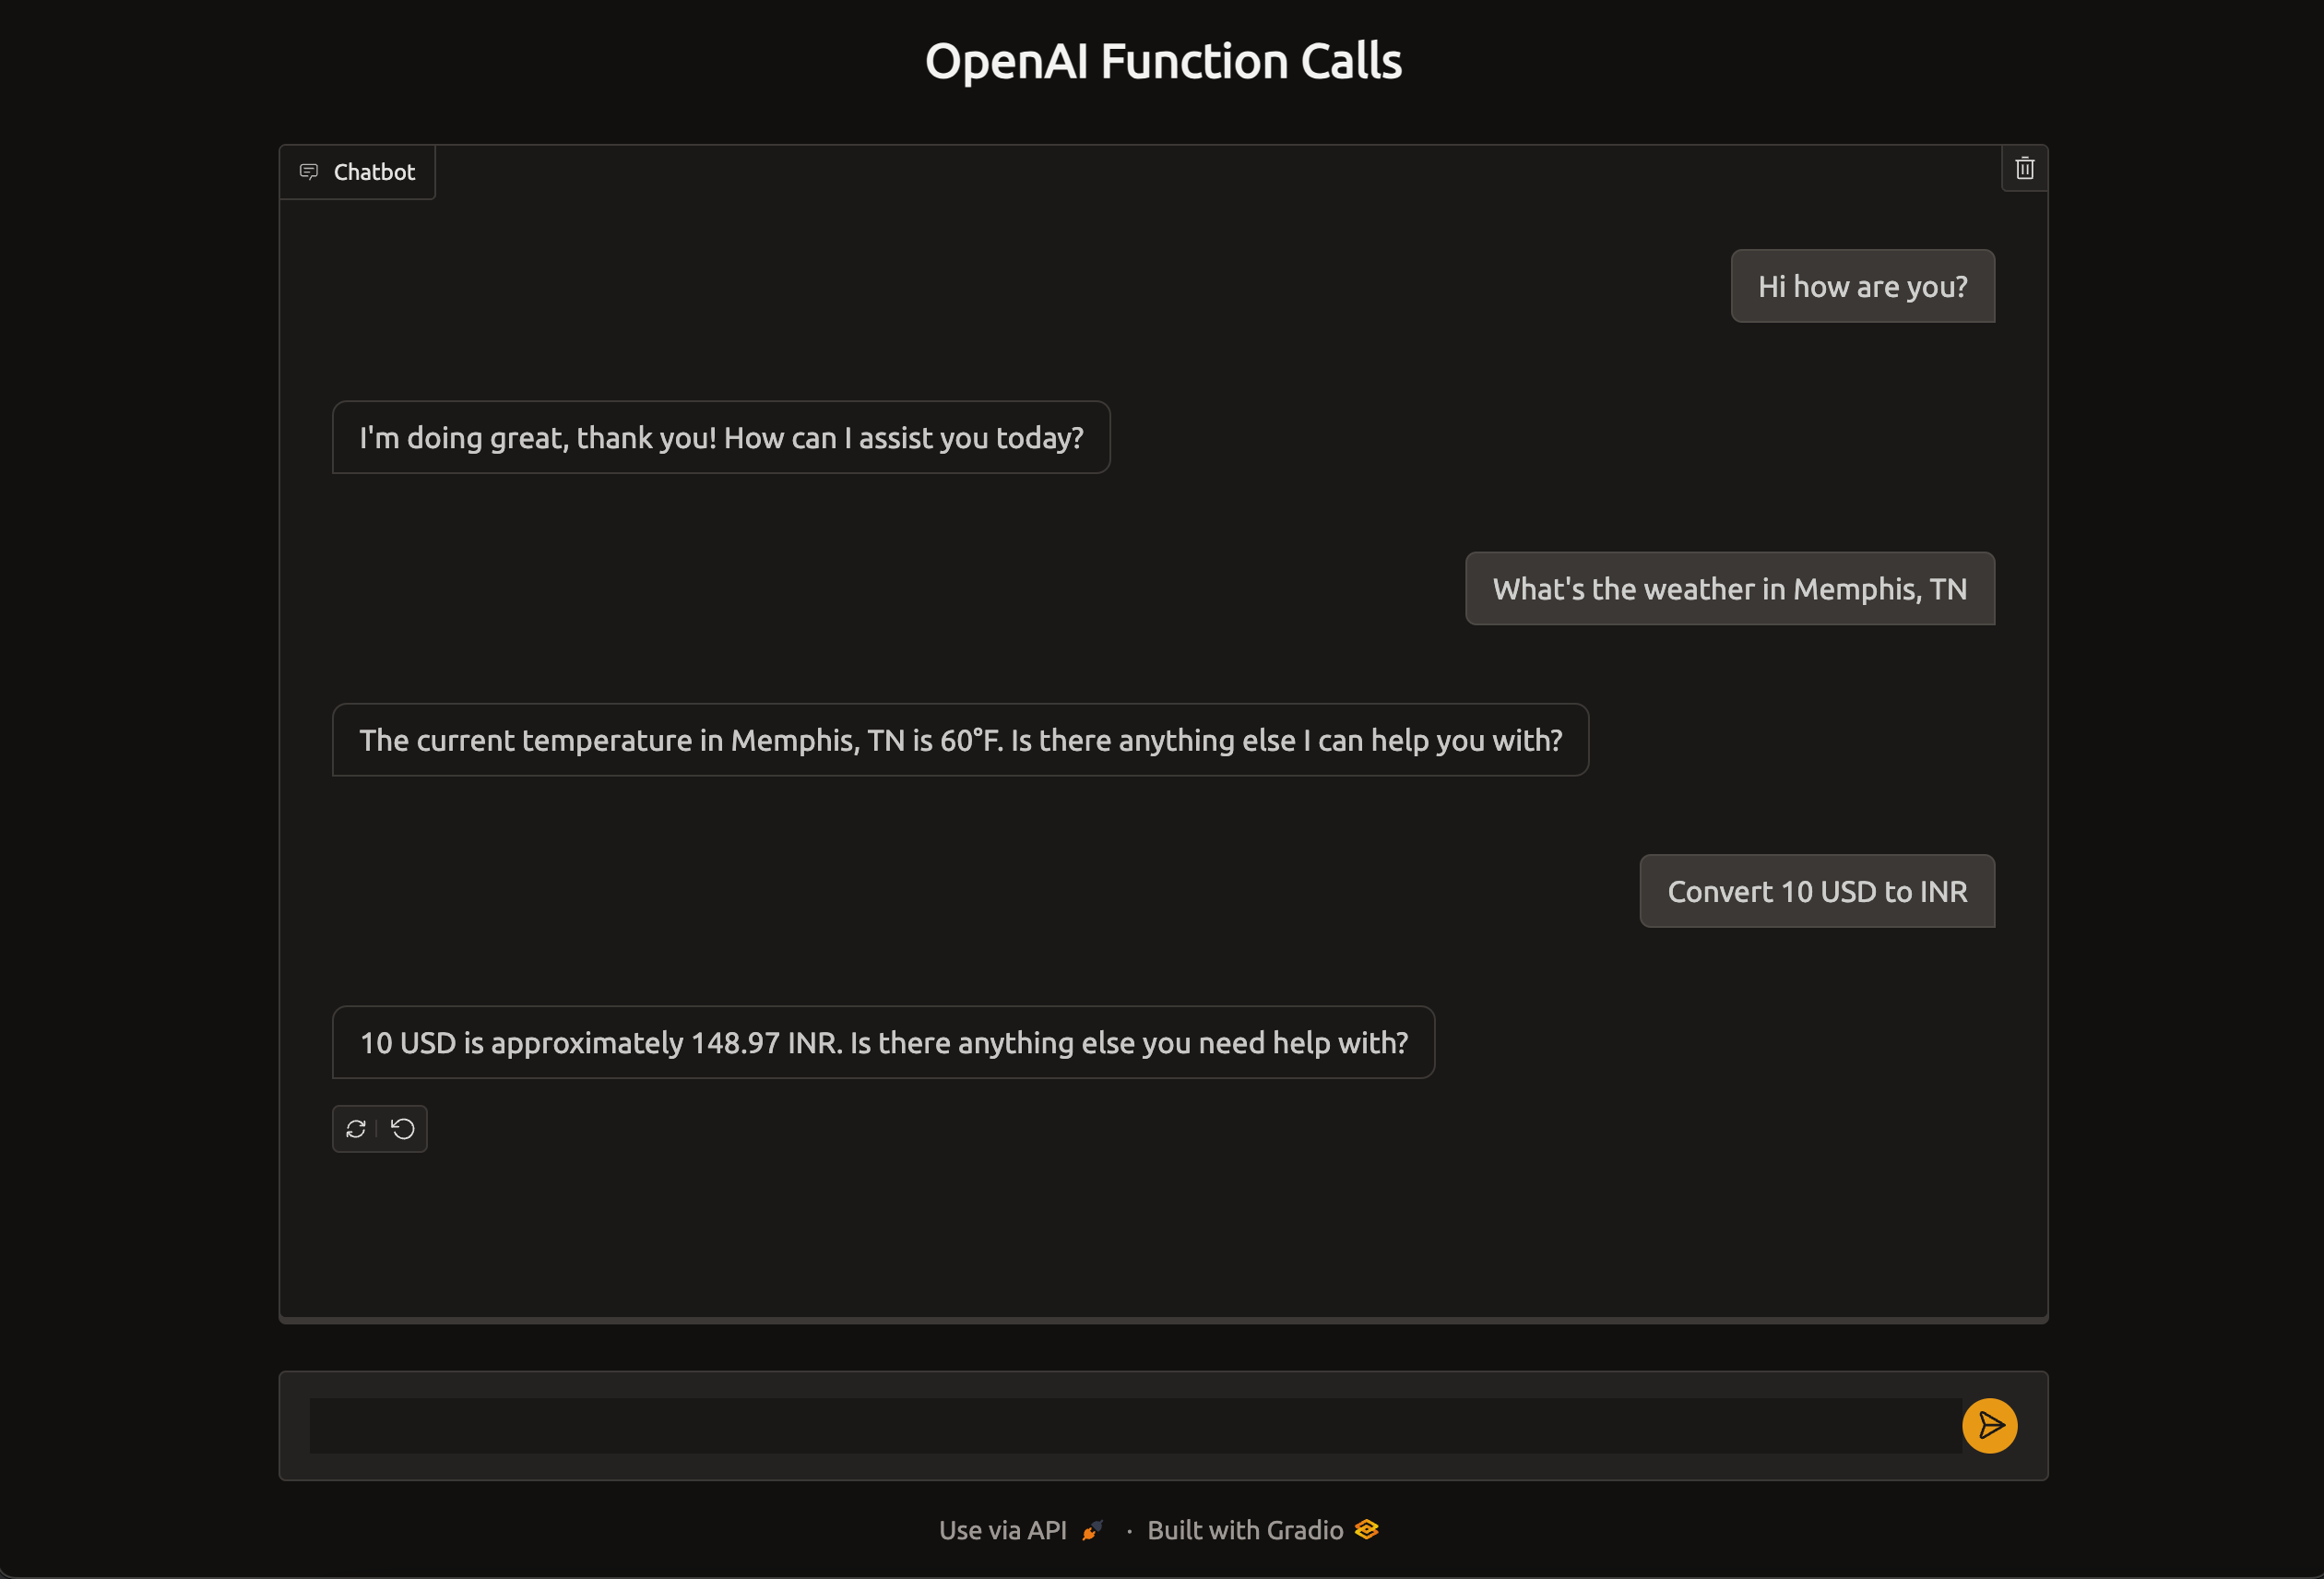 OpenAI Function Calls
Chatbot
Hi how are you?
I'm doing great, thank you! How can I assist you today?
What's the weather in Memphis, TN
The current temperature in Memphis, TN is 60°F. Is there anything else I can help you with?
Convert 10 USD to INR
10 USD is approximately 148.97 INR. Is there anything else you need help with?
Use via API · Built with Gradio